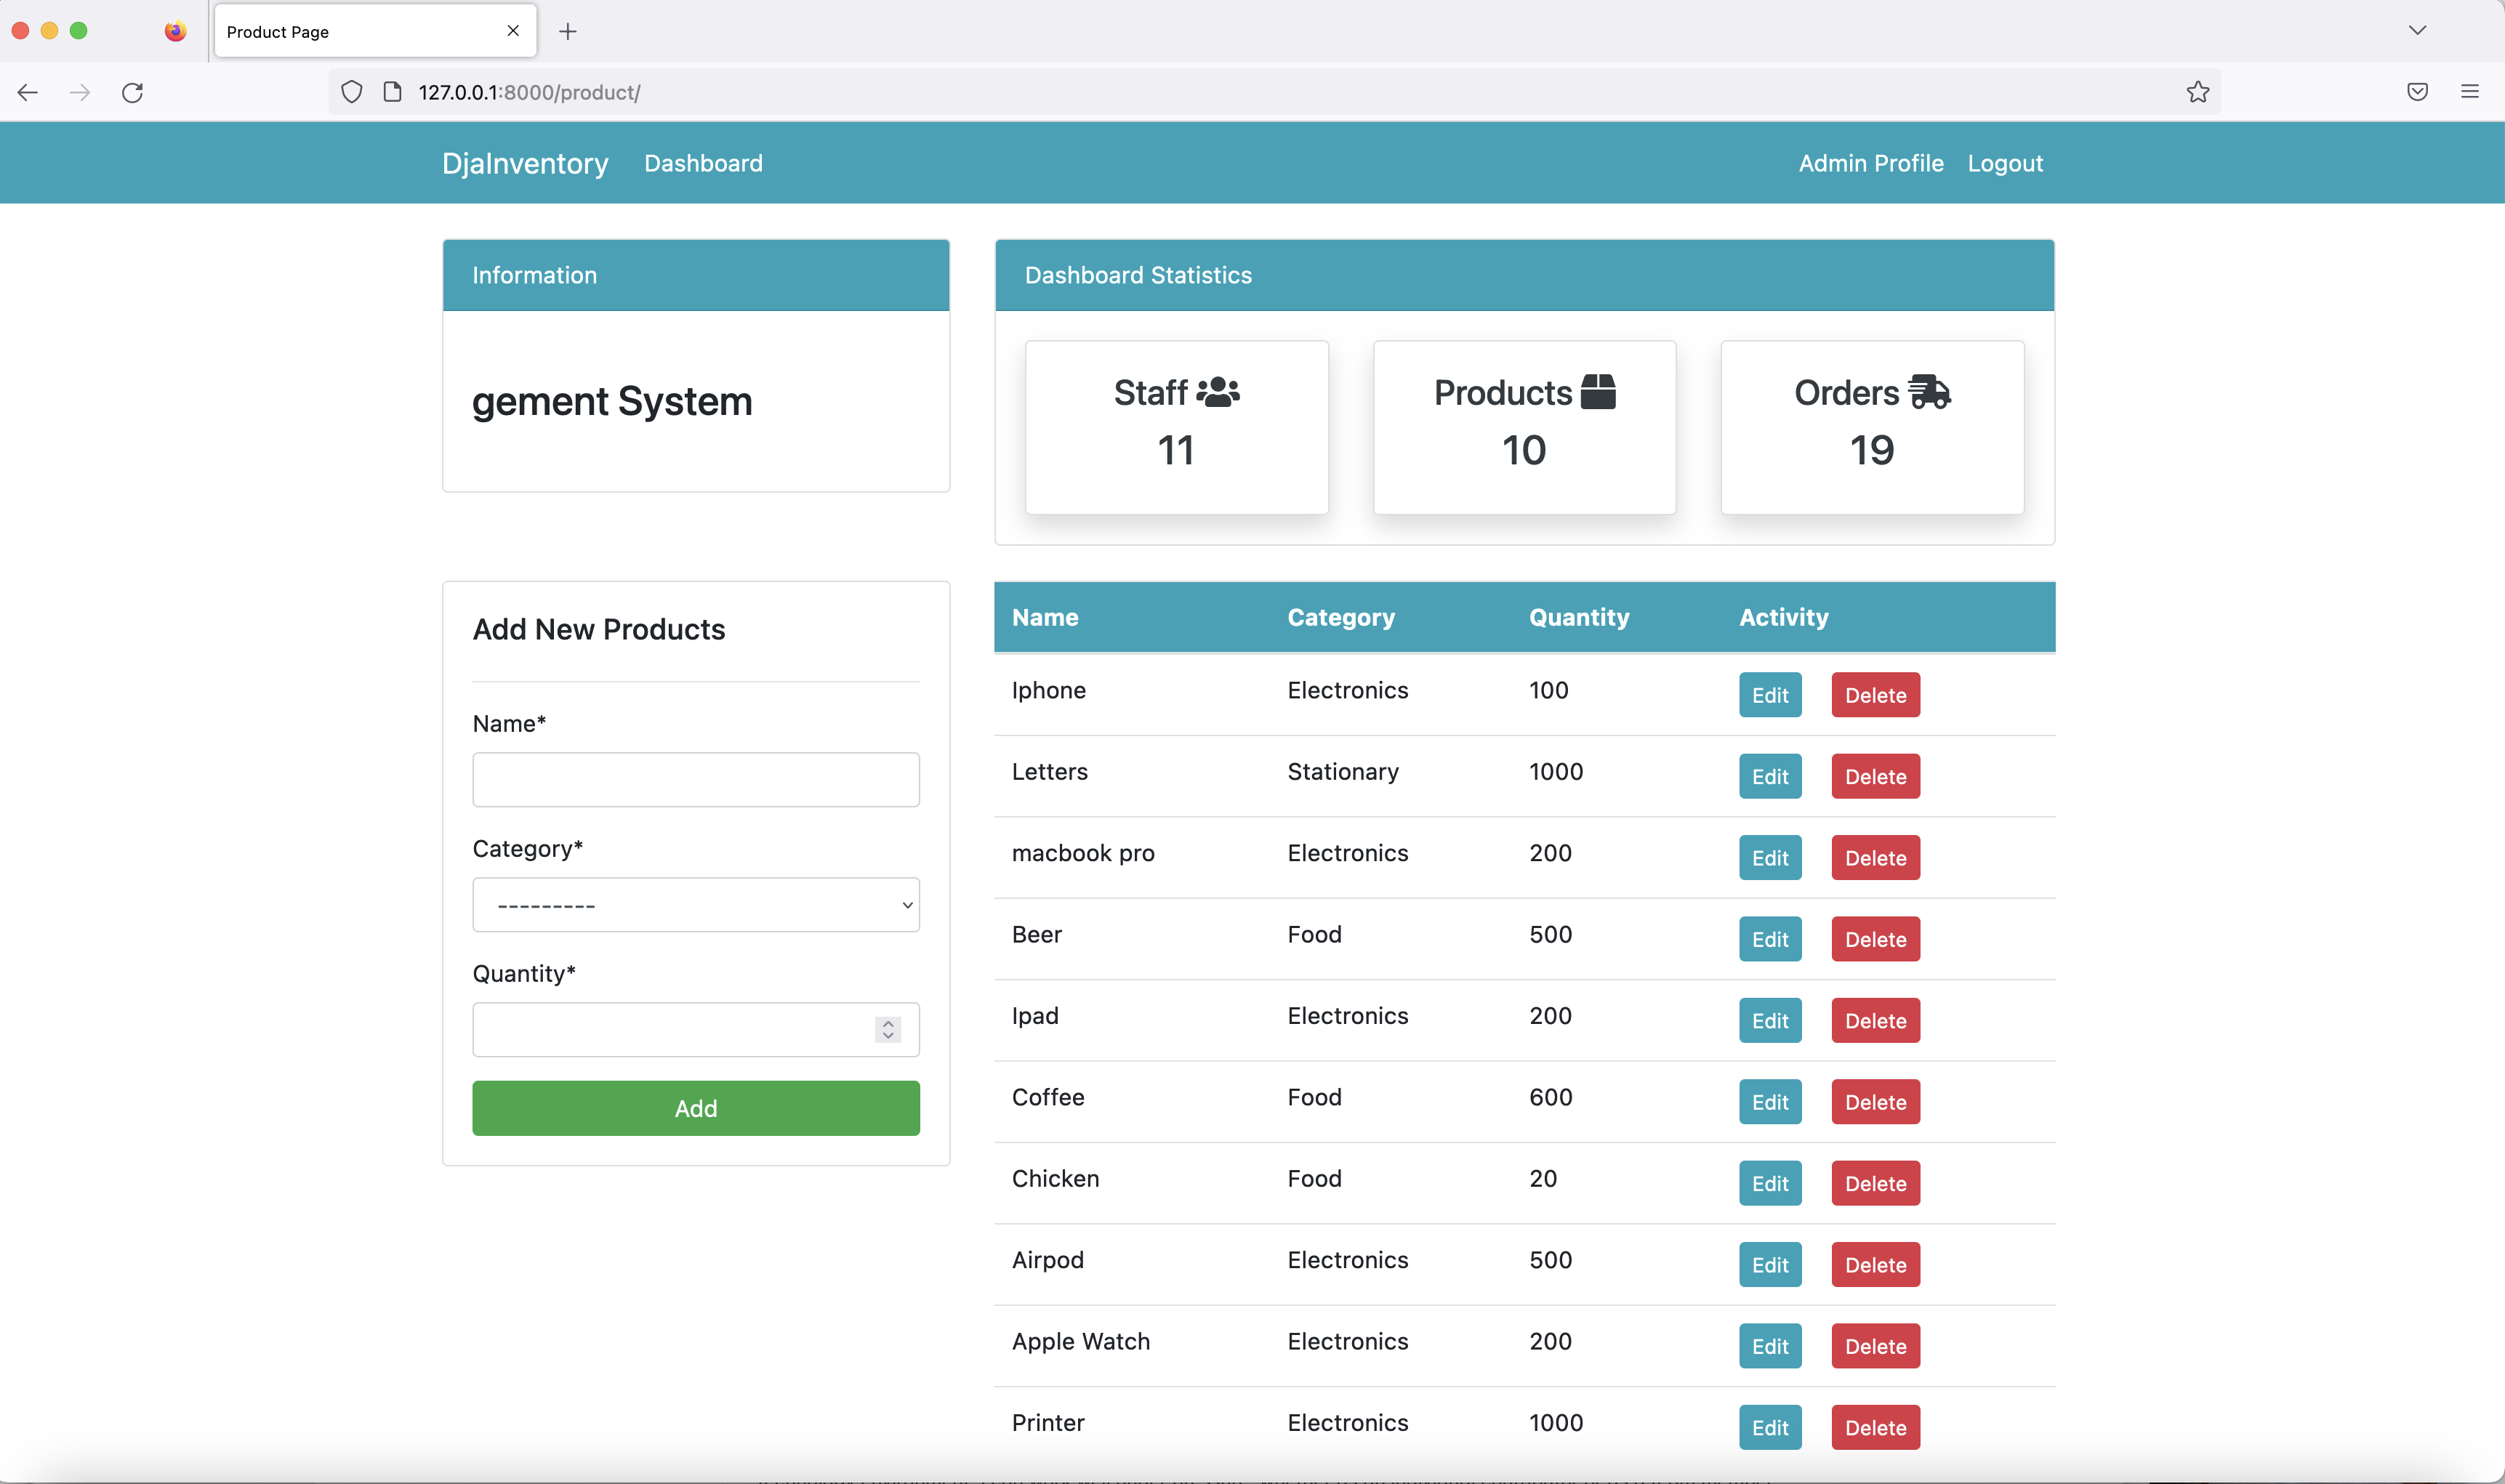 Product Page
127.0.0.1:8000/product/
DjaInventory Dashboard Admin Profile Logout
Information
gement System
Dashboard Statistics
Staff
11
Products
10
Orders
19
Add New Products
Name*
Category*
---------
Quantity*
Add
Name Category Quantity Activity
Iphone Electronics 100 Edit Delete
Letters Stationary 1000 Edit Delete
macbook pro Electronics 200 Edit Delete
Beer Food 500 Edit Delete
Ipad Electronics 200 Edit Delete
Coffee Food 600 Edit Delete
Chicken Food 20 Edit Delete
Airpod Electronics 500 Edit Delete
Apple Watch Electronics 200 Edit Delete
Printer Electronics 1000 Edit Delete